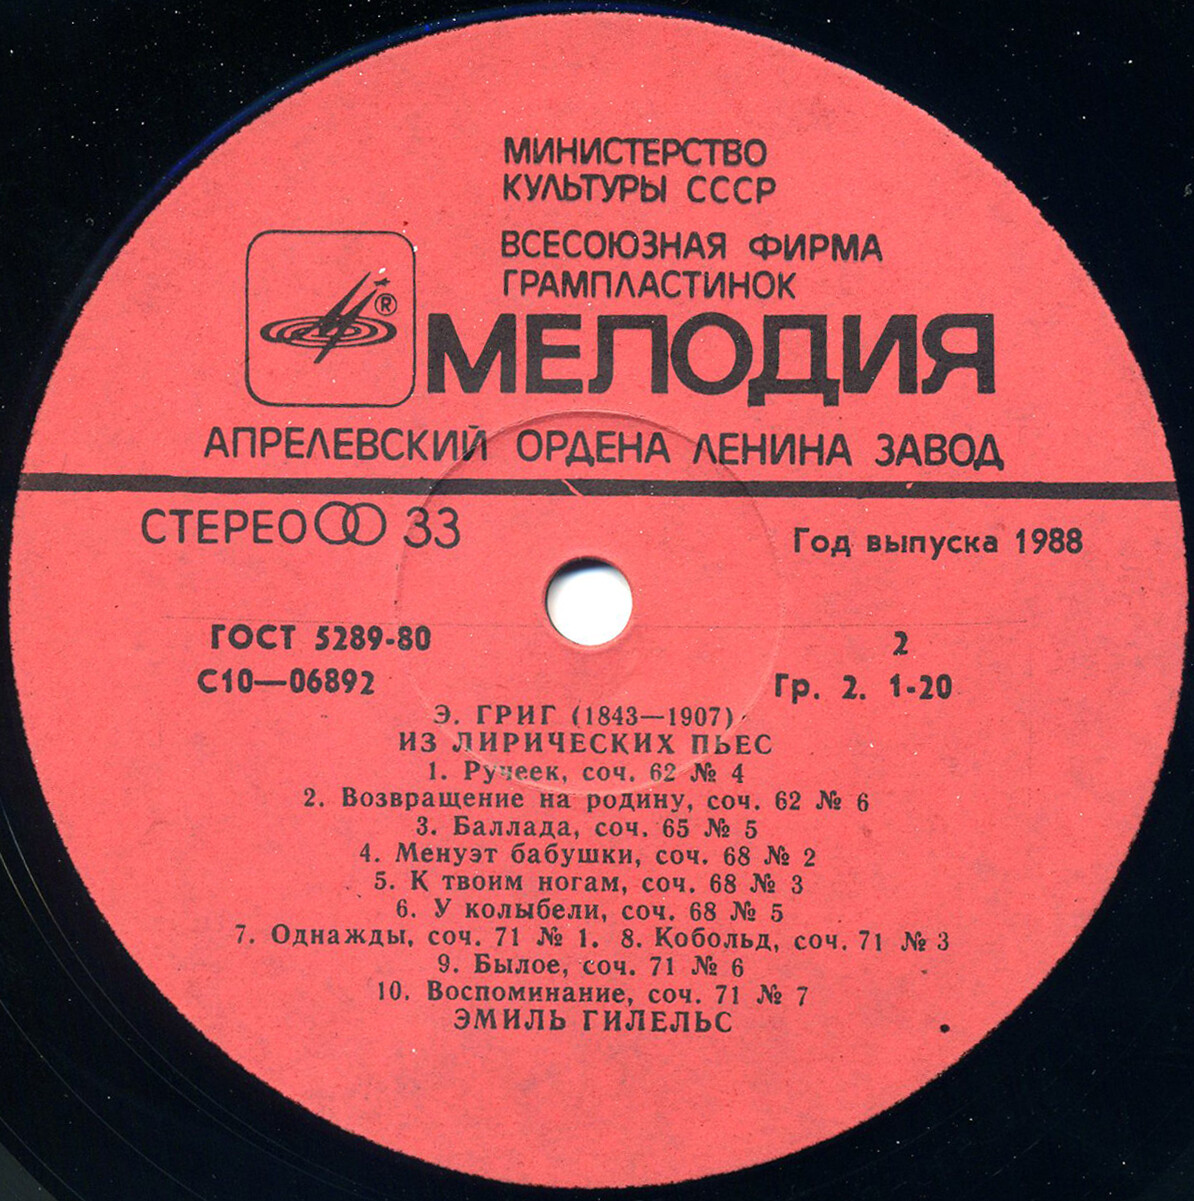 МИНИСТЕРСТВО
КУЛЬТУРЫ СССР
ВСЕСОЮЗНАЯ ФИРМА
ГРАМПЛАСТИНОК
®
МЕЛОДИЯ
АПРЕЛЕВСКИЙ ОРДЕНА ЛЕНИНА ЗАВОД
СТЕРЕО 33
Год выпуска 1988
ГОСТ 5289-80
2
С10—06892
Гр. 2. 1-20
Э. ГРИГ (1843—1907)
ИЗ ЛИРИЧЕСКИХ ПЬЕС
1. Ручеек, соч. 62 № 4
2. Возвращение на родину, соч. 62 № 6
3. Баллада, соч. 65 № 5
4. Менуэт бабушки, соч. 68 № 2
5. К твоим ногам, соч. 68 № 3
6. У колыбели, соч. 68 № 5
7. Однажды, соч. 71 № 1. 8. Кобольд, соч. 71 № 3
9. Былое, соч. 71 № 6
10. Воспоминание, соч. 71 № 7
ЭМИЛЬ ГИЛЕЛЬС